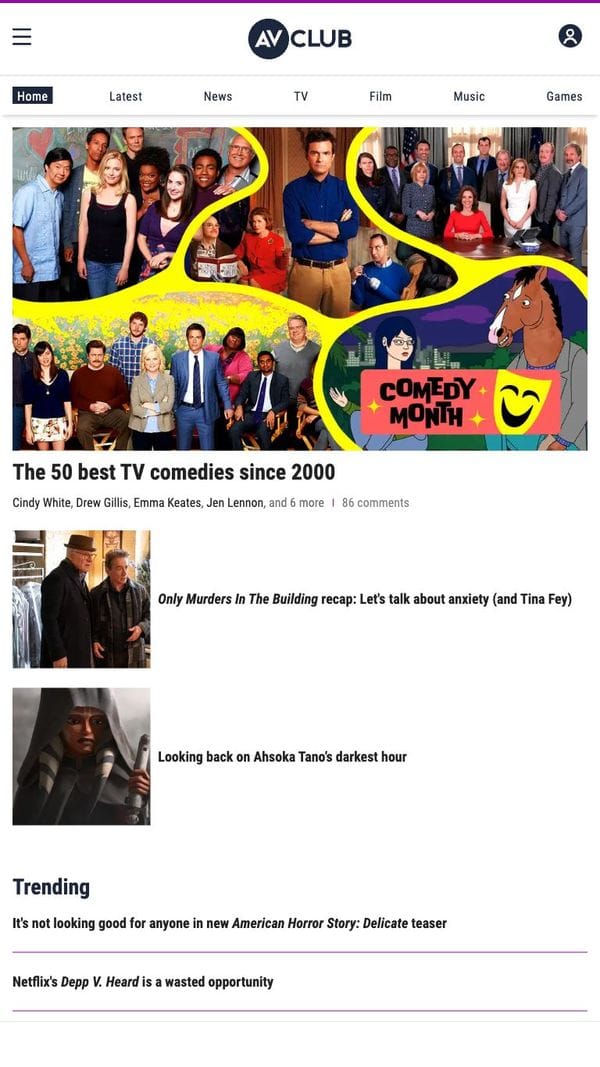 AV CLUB
Home Latest News TV Film Music Games
COMEDY
MONTH
The 50 best TV comedies since 2000
Cindy White, Drew Gillis, Emma Keates, Jen Lennon, and 6 more | 86 comments
Only Murders In The Building recap: Let's talk about anxiety (and Tina Fey)
Looking back on Ahsoka Tano's darkest hour
Trending
It's not looking good for anyone in new American Horror Story: Delicate teaser
Netflix's Depp V. Heard is a wasted opportunity